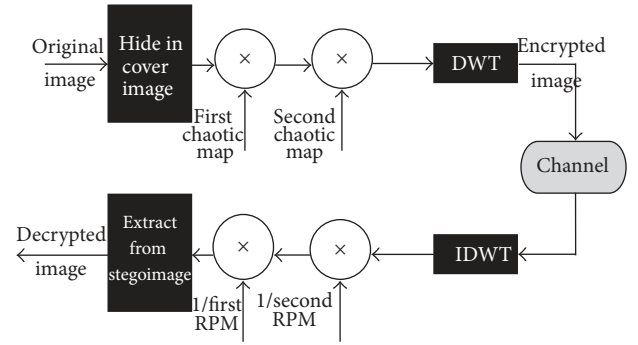 Original
image
Hide in
cover
image
×
×
First
chaotic
map
Second
chaotic
map
DWT
Encrypted
image
Channel
Decrypted
image
Extract
from
stegoimage
×
×
1/first
RPM
1/second
RPM
IDWT